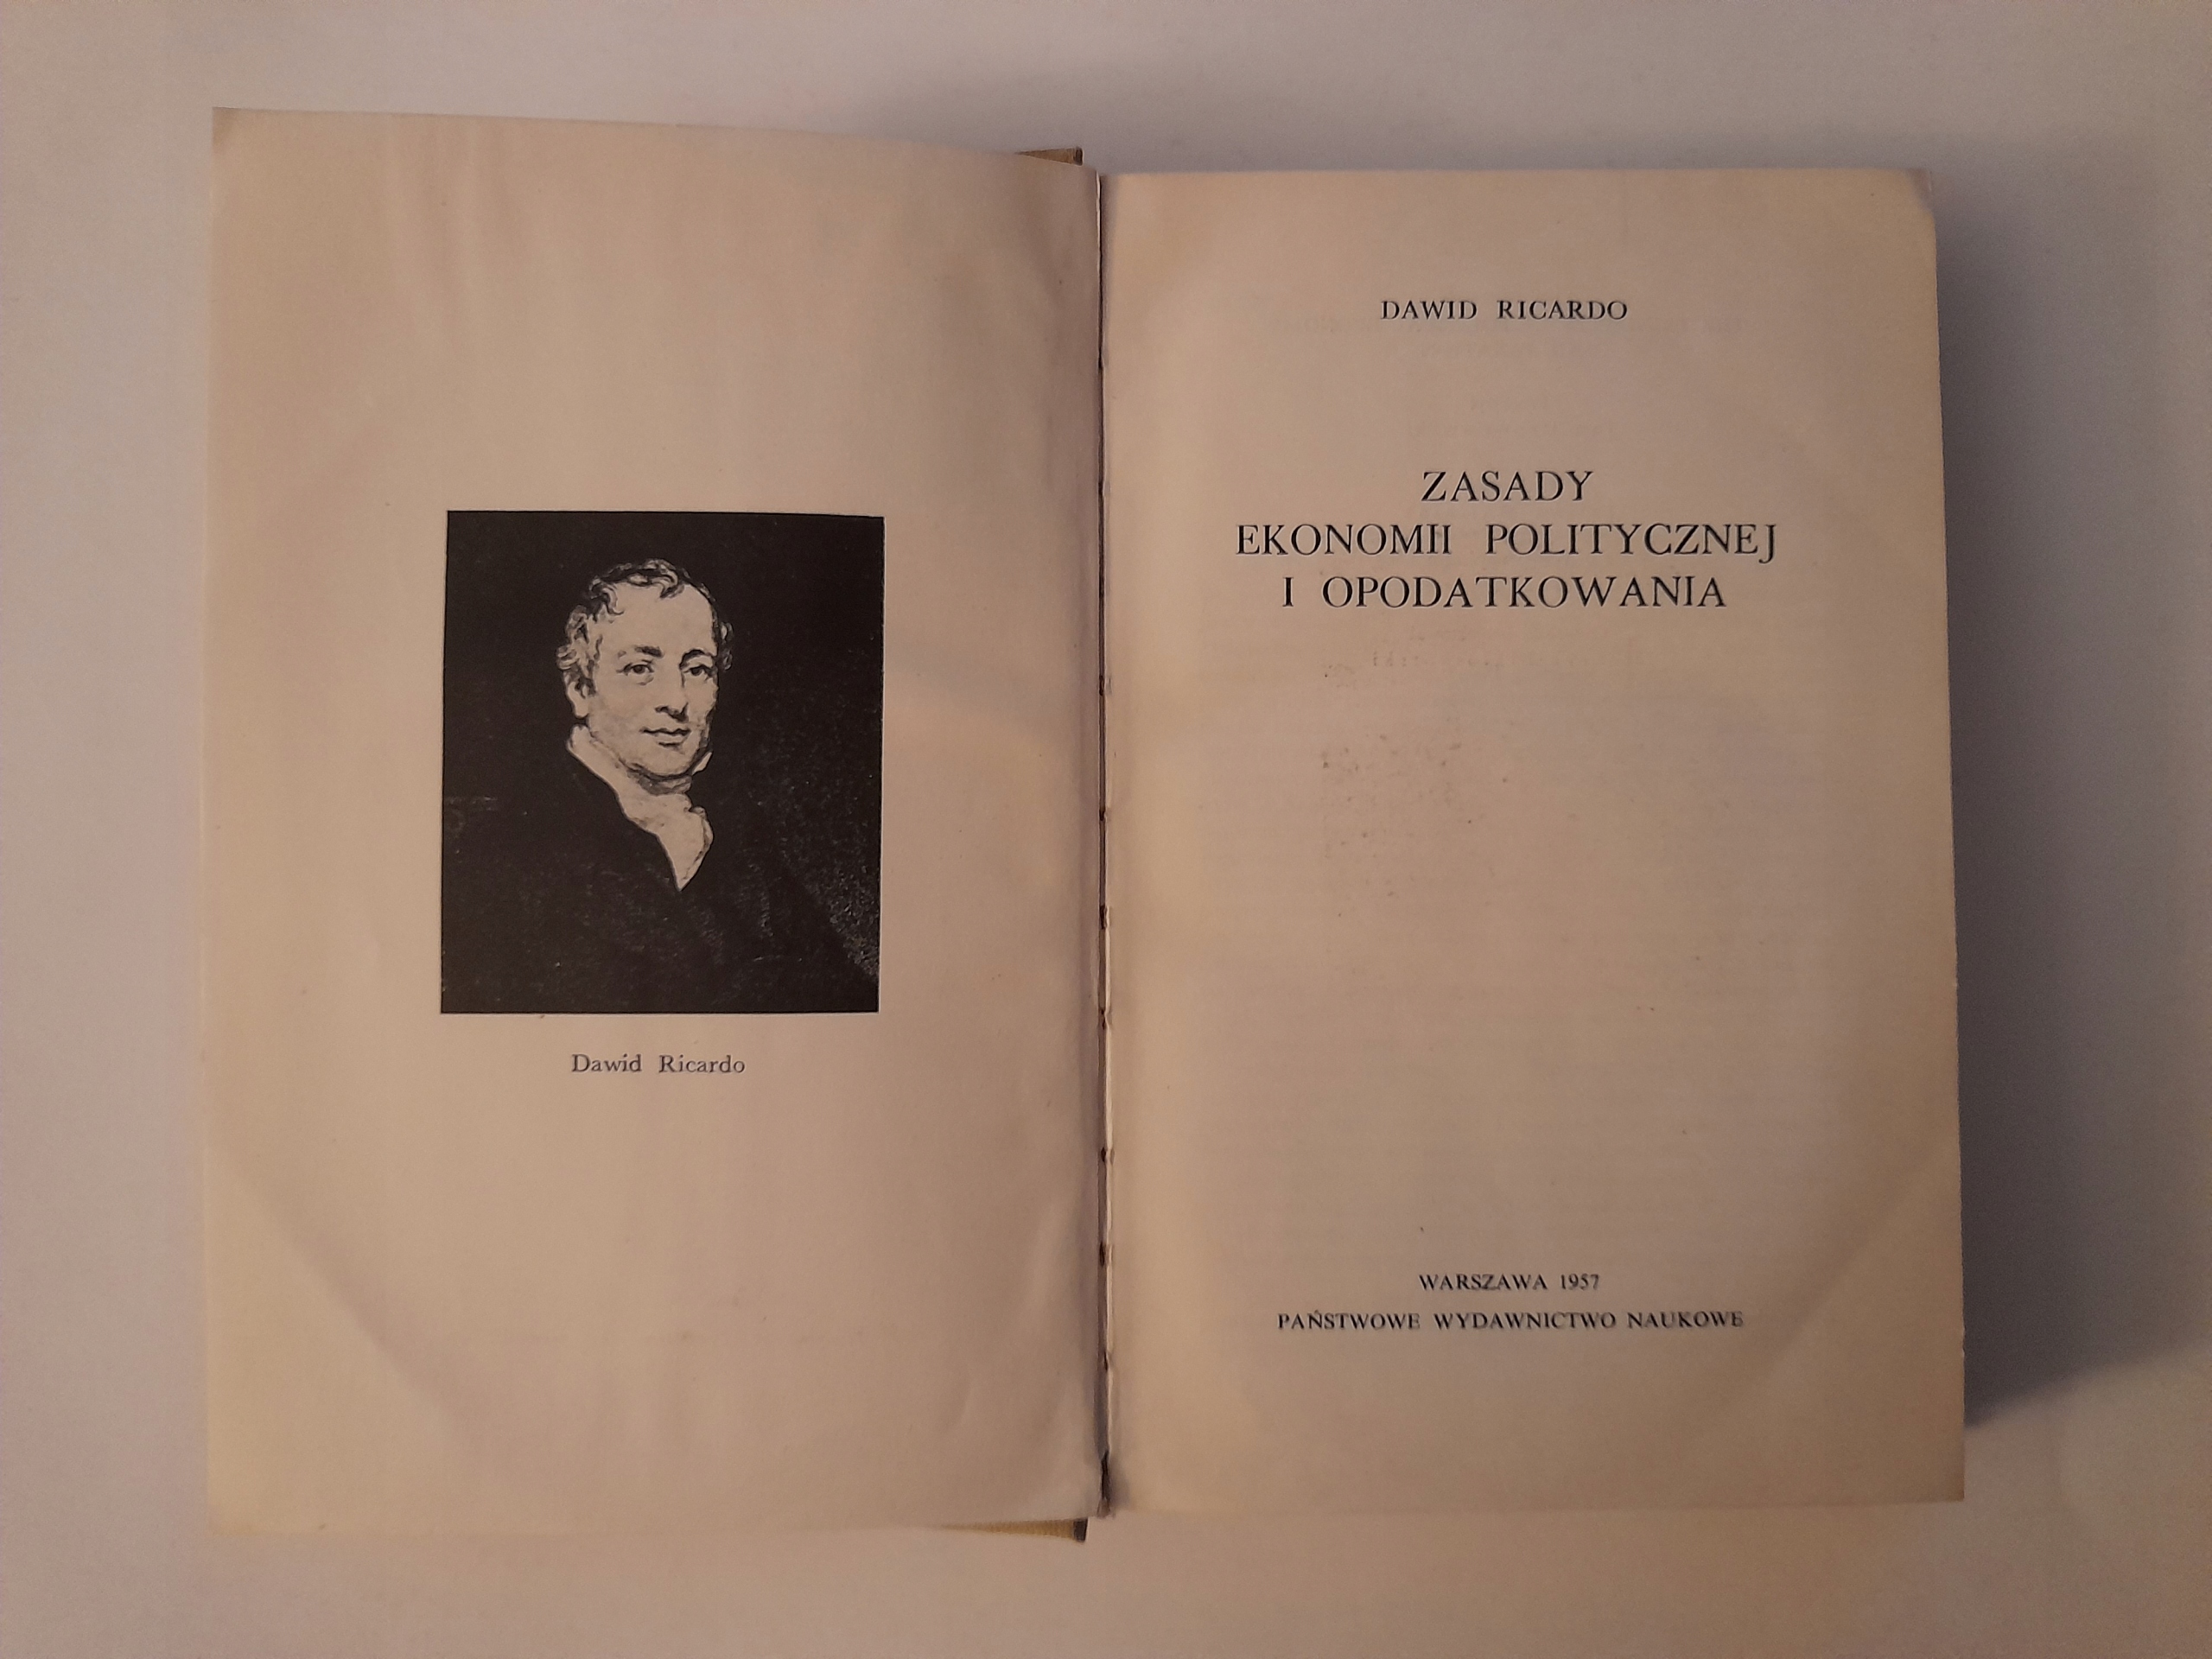 Dawid Ricardo
DAWID RICARDO
ZASADY
EKONOMII POLITYCZNEJ
I OPODATKOWANIA
WARSZAWA 1957
PAŃSTWOWE WYDAWNICTWO NAUKOWE